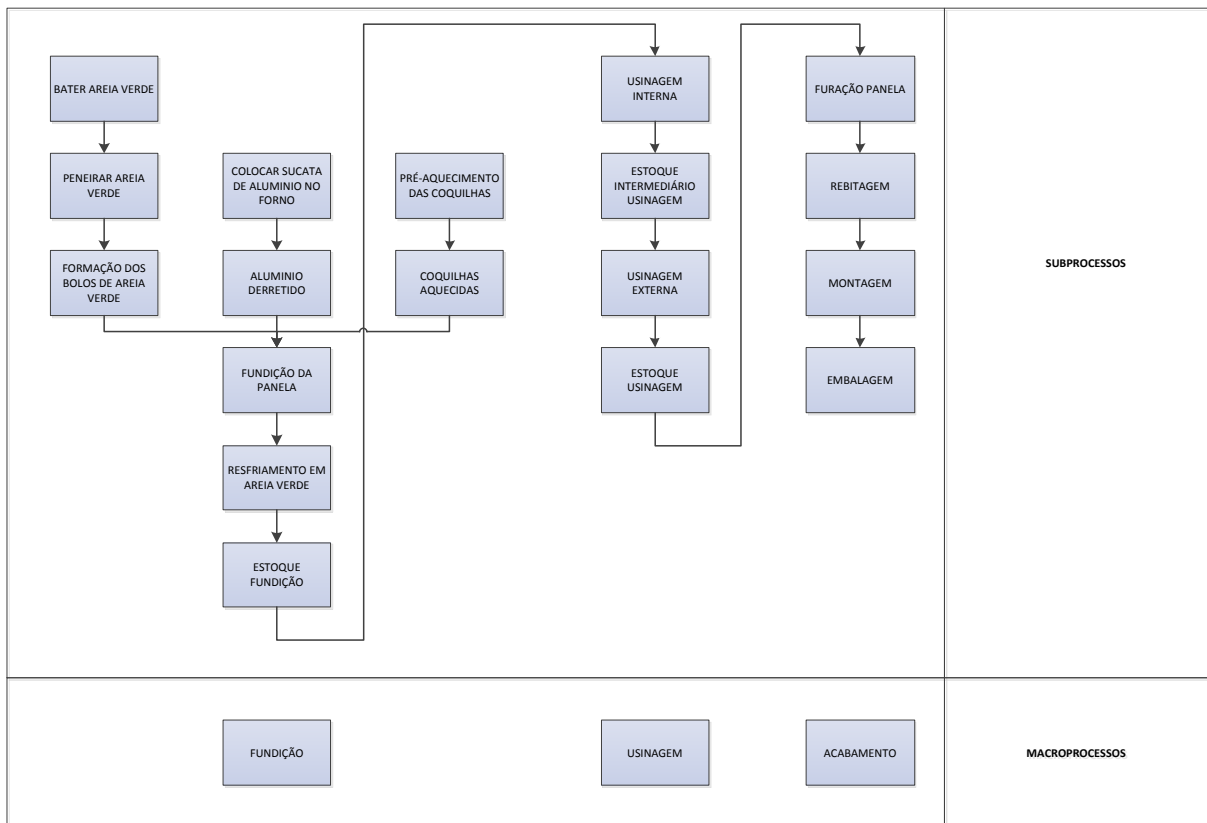 BATER AREIA VERDE
PENEIRAR AREIA
VERDE
FORMAÇÃO DOS
BOLOS DE AREIA
VERDE
COLOCAR SUCATA
DE ALUMINIO NO
FORNO
ALUMINIO
DERRETIDO
PRÉ-AQUECIMENTO
DAS COQUILHAS
COQUILHAS
AQUECIDAS
FUNDIÇÃO DA
PANELA
RESFRIAMENTO EM
AREIA VERDE
ESTOQUE
FUNDIÇÃO
USINAGEM
INTERNA
ESTOQUE
INTERMEDIÁRIO
USINAGEM
USINAGEM
EXTERNA
ESTOQUE
USINAGEM
FURAÇÃO PANELA
REBITAGEM
MONTAGEM
EMBALAGEM
SUBPROCESSOS
FUNDIÇÃO
USINAGEM
ACABAMENTO
MACROPROCESSOS